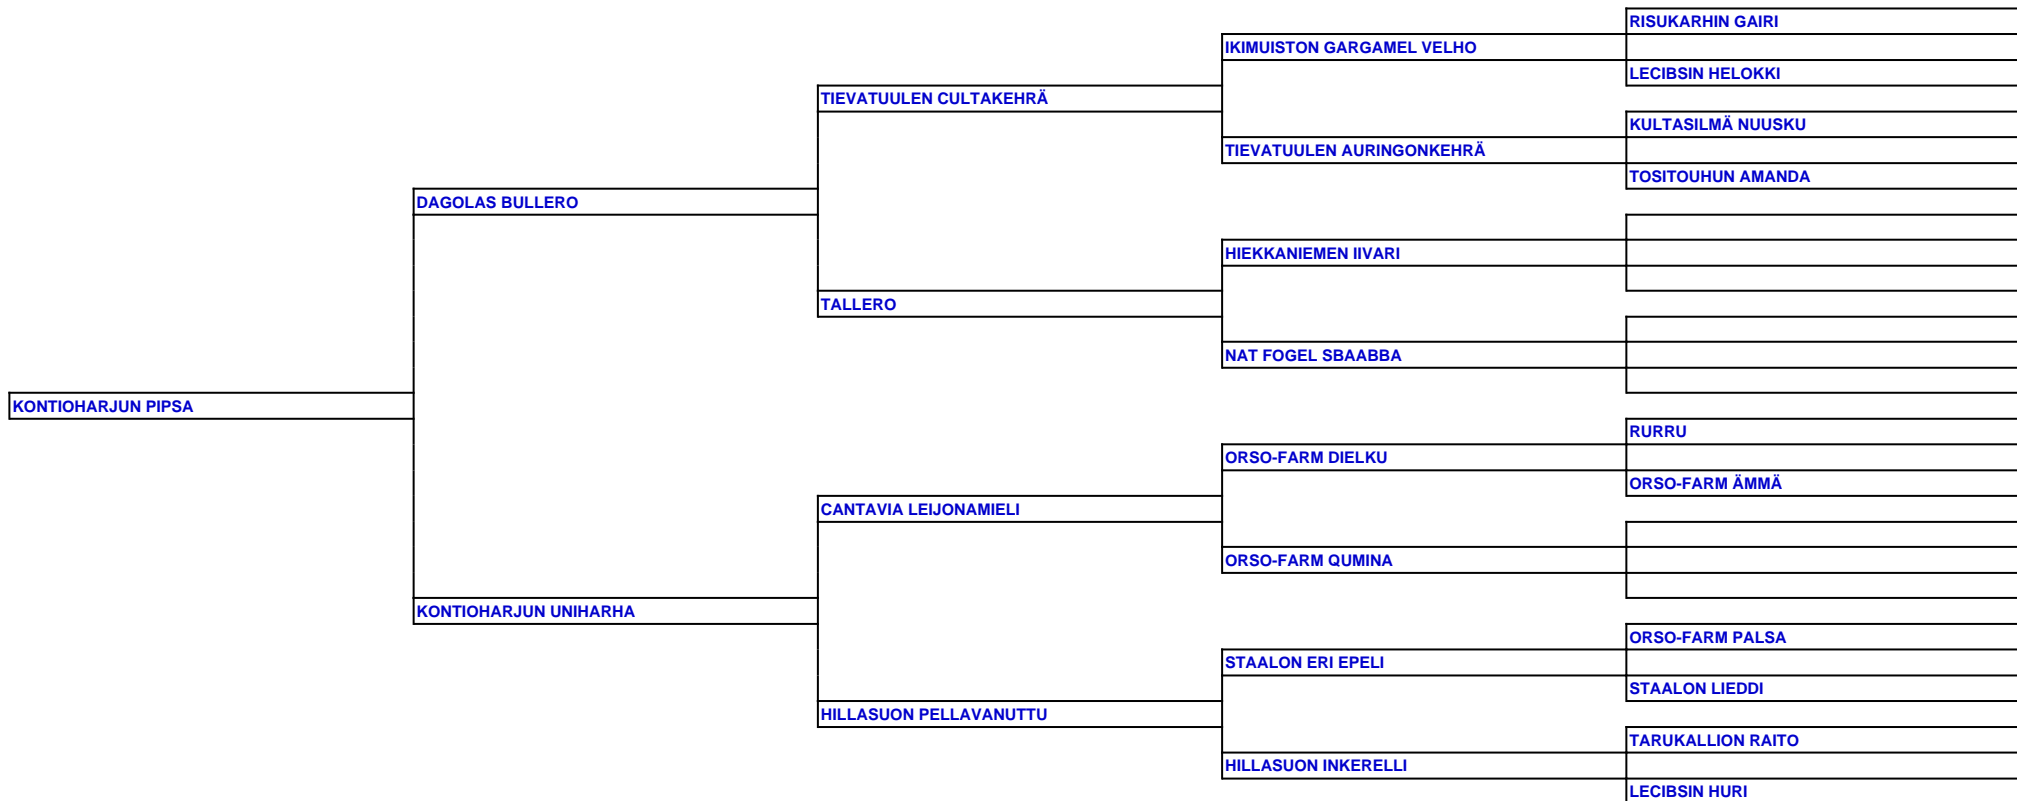 RISUKARHIN GAIRI
IKIMUISTON GARGAMEL VELHO
LECIBSIN HELOKKI
TIEVATUULEN CULTAKEHRÄ
KULTASILMÄ NUUSKU
TIEVATUULEN AURINGONKEHRÄ
TOSITOUHUN AMANDA
DAGOLAS BULLERO
HIEKKANIEMEN IIVARI
TALLERO
NAT FOGEL SBAABBA
KONTIOHARJUN PIPSA
RURRU
ORSO-FARM DIELKU
ORSO-FARM ÄMMÄ
CANTAVIA LEIJONAMIELI
ORSO-FARM QUMINA
KONTIOHARJUN UNIHARHA
ORSO-FARM PALSA
STAALON ERI EPELI
STAALON LIEDDI
HILLASUON PELLAVANUTTU
TARUKALLION RAITO
HILLASUON INKERELLI
LECIBSIN HURI